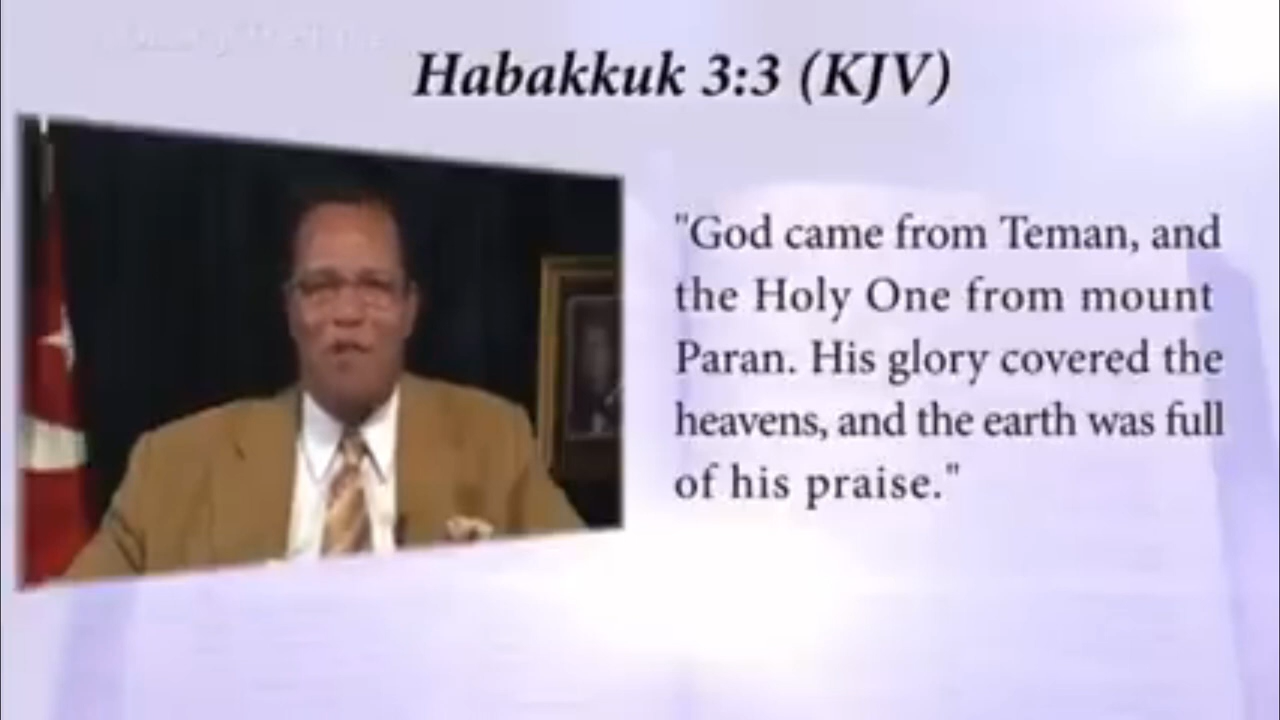 Habakkuk 3:3 (KJV)
"God came from Teman, and
the Holy One from mount
Paran. His glory covered the
heavens, and the earth was full
of his praise."